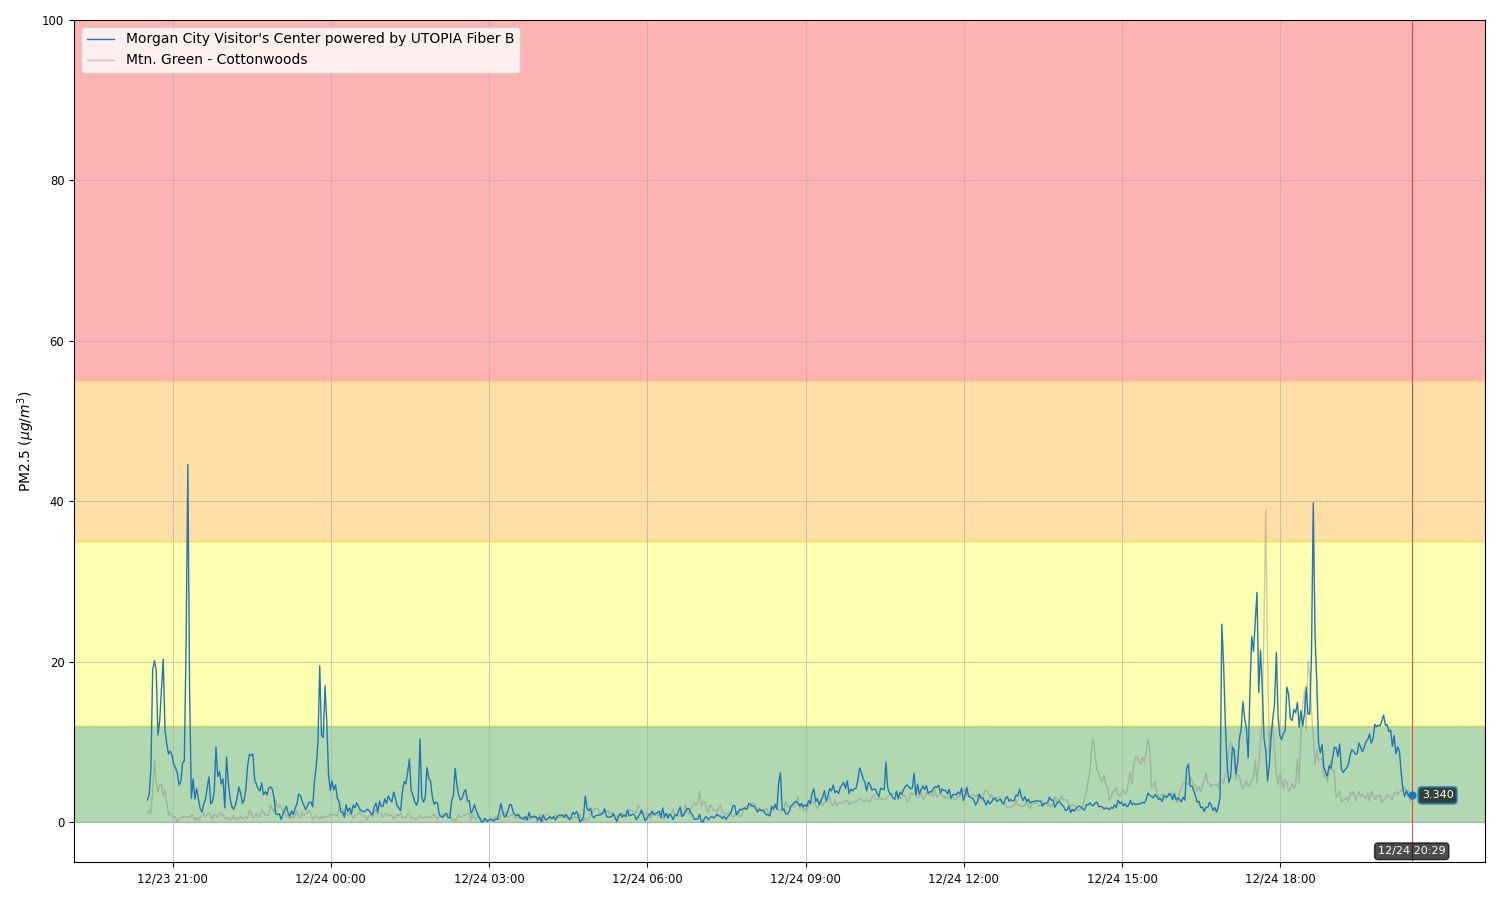 100
Morgan City Visitor's Center powered by UTOPIA Fiber B
Mtn. Green - Cottonwoods
80
60
PM2.5 (μg/m³)
40
20
3.340
0
12/24 20:29
12/23 21:00 12/24 00:00 12/24 03:00 12/24 06:00 12/24 09:00 12/24 12:00 12/24 15:00 12/24 18:00